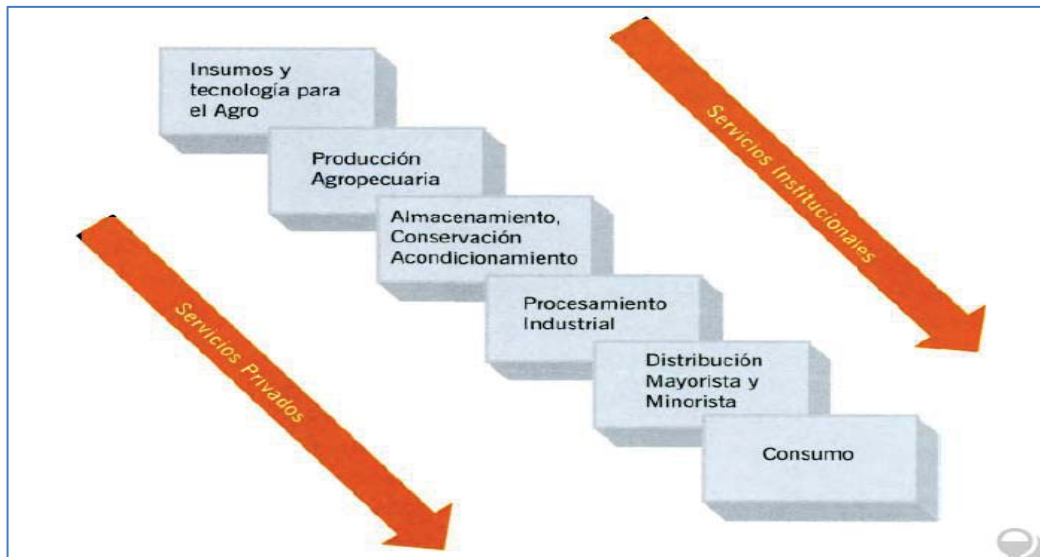 Insumos y
tecnología para
el Agro
Producción
Agropecuaria
Almacenamiento,
Conservación
Acondicionamiento
Procesamiento
Industrial
Distribución
Mayorista y
Minorista
Consumo
Servicios Institucionales
Servicios Privados